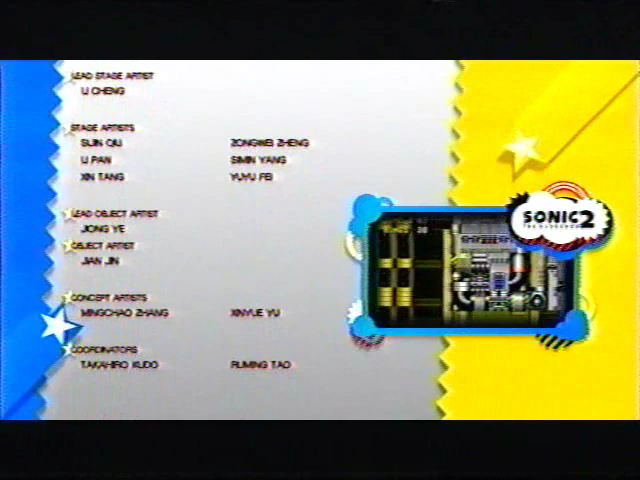 LEAD STAGE ARTIST
LI CHENG
STAGE ARTISTS
SIJIN QIU ZONGWEI ZHENG
LI PAN SIMIN YANG
XIN TANG YUYU FEI
LEAD OBJECT ARTIST
JIONG YE
OBJECT ARTIST
JIAN JIN
CONCEPT ARTISTS
MINGCHAO ZHANG XINYUE YU
COORDINATORS
TAKAHIRO KUDO RUMING TAO
SONIC 2
THE HEDGEHOG